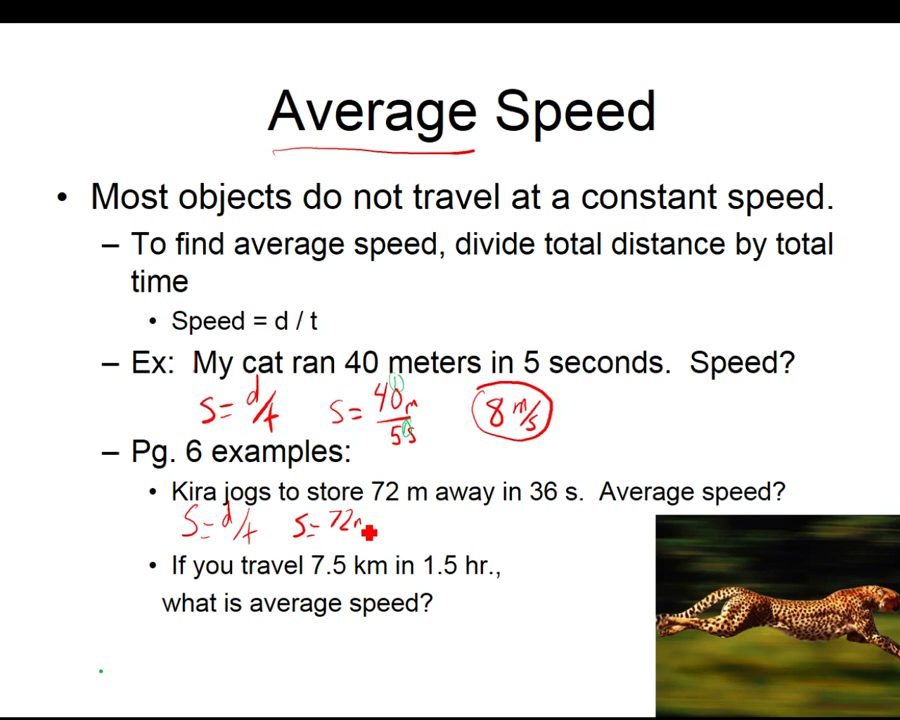 Average Speed
• Most objects do not travel at a constant speed.
– To find average speed, divide total distance by total
time
• Speed = d / t
– Ex: My cat ran 40 meters in 5 seconds. Speed?
S = d/t S = 40m/5s 8 m/s
– Pg. 6 examples:
• Kira jogs to store 72 m away in 36 s. Average speed?
S = d/t S = 72m
• If you travel 7.5 km in 1.5 hr.,
what is average speed?